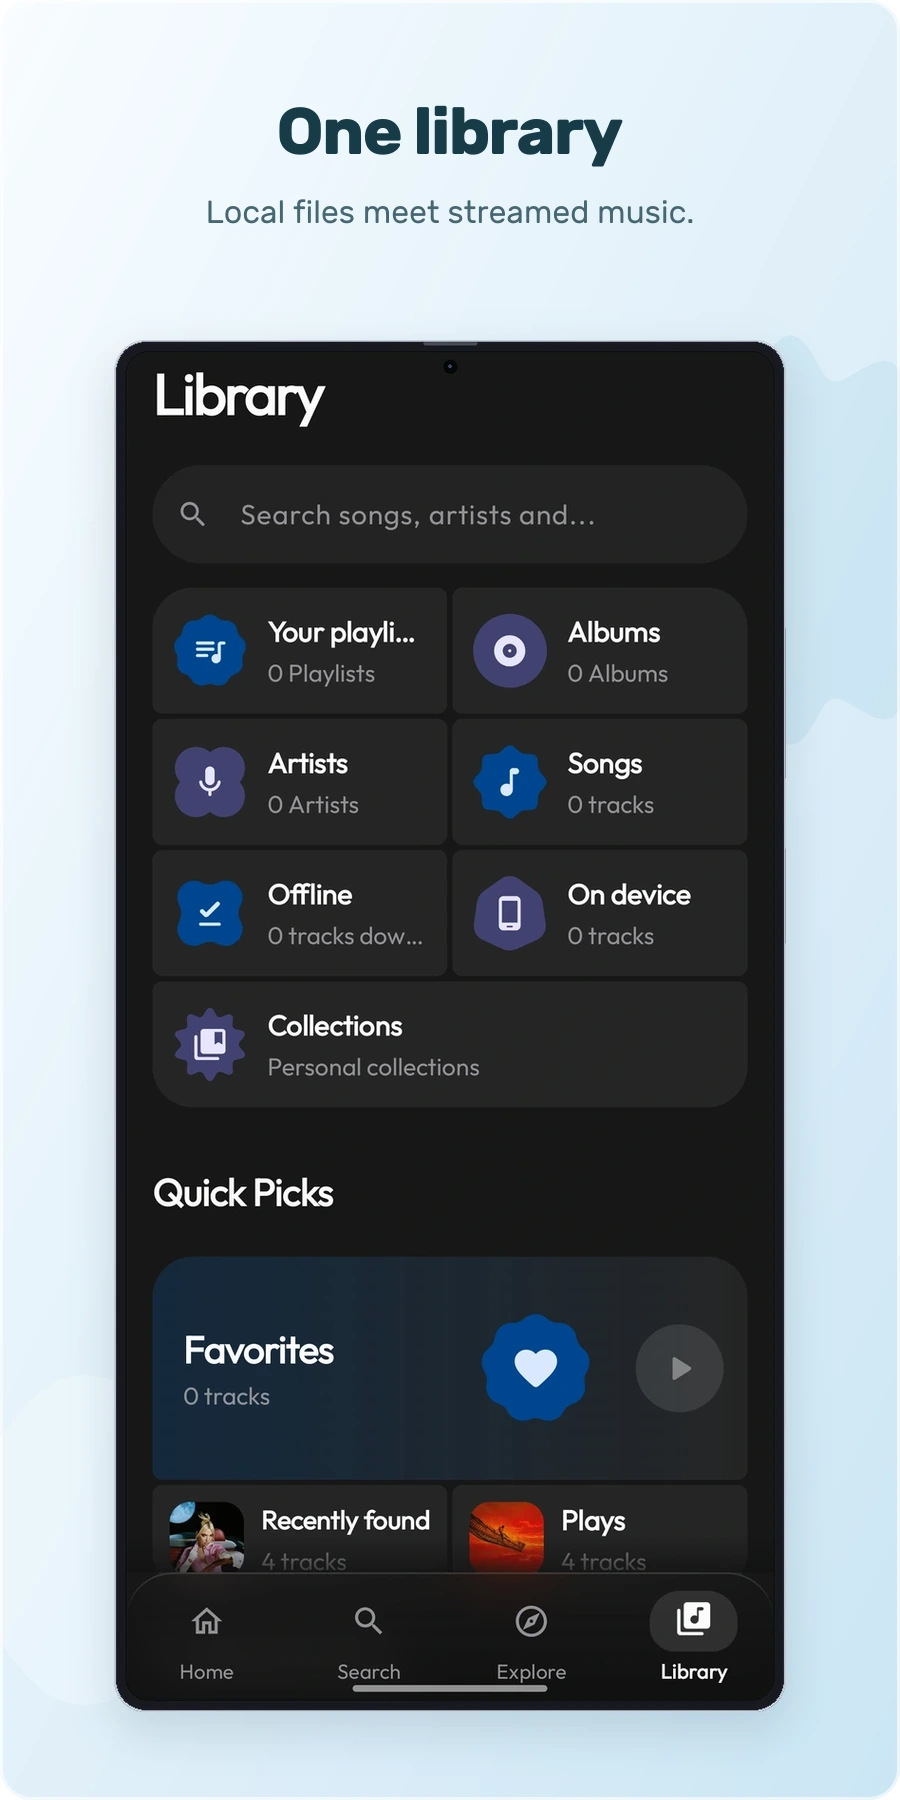 One library
Local files meet streamed music.
Library
Search songs, artists and...
Your playli...
0 Playlists
Albums
0 Albums
Artists
0 Artists
Songs
0 tracks
Offline
0 tracks dow...
On device
0 tracks
Collections
Personal collections
Quick Picks
Favorites
0 tracks
Recently found
4 tracks
Plays
4 tracks
Home
Search
Explore
Library